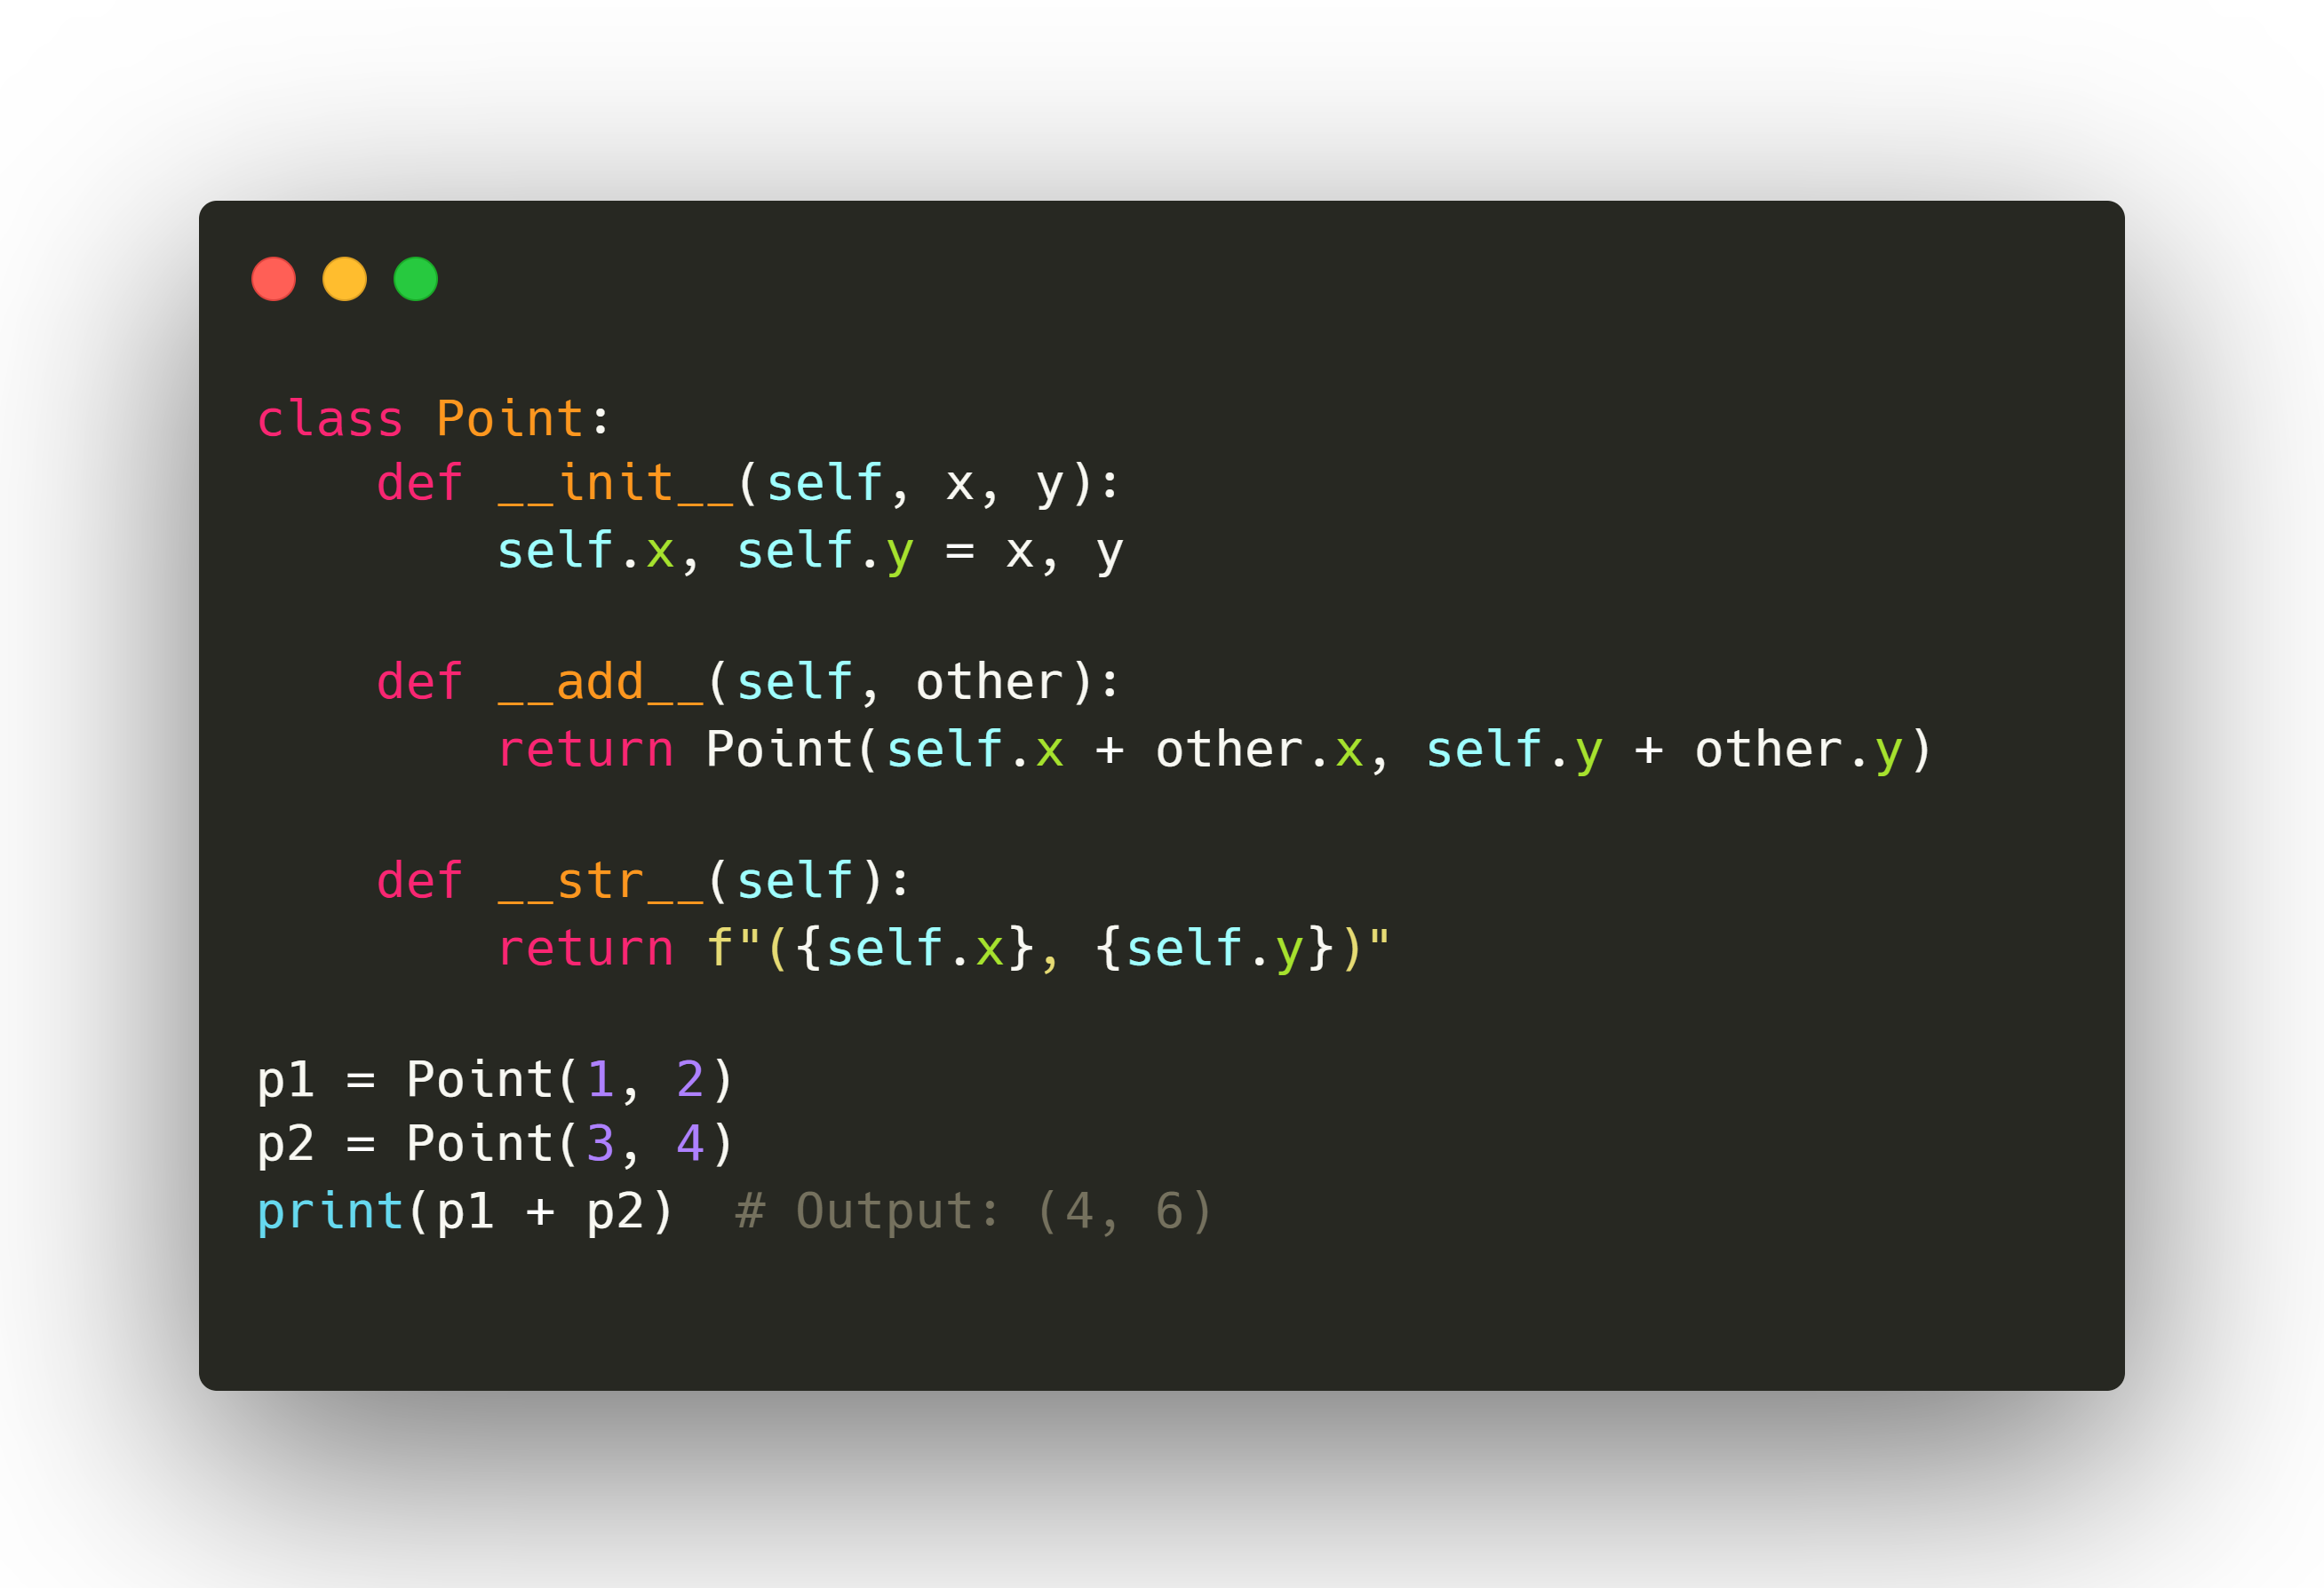 class Point:
    def __init__(self, x, y):
        self.x, self.y = x, y

    def __add__(self, other):
        return Point(self.x + other.x, self.y + other.y)

    def __str__(self):
        return f"({self.x}, {self.y})"

p1 = Point(1, 2)
p2 = Point(3, 4)
print(p1 + p2)  # Output: (4, 6)